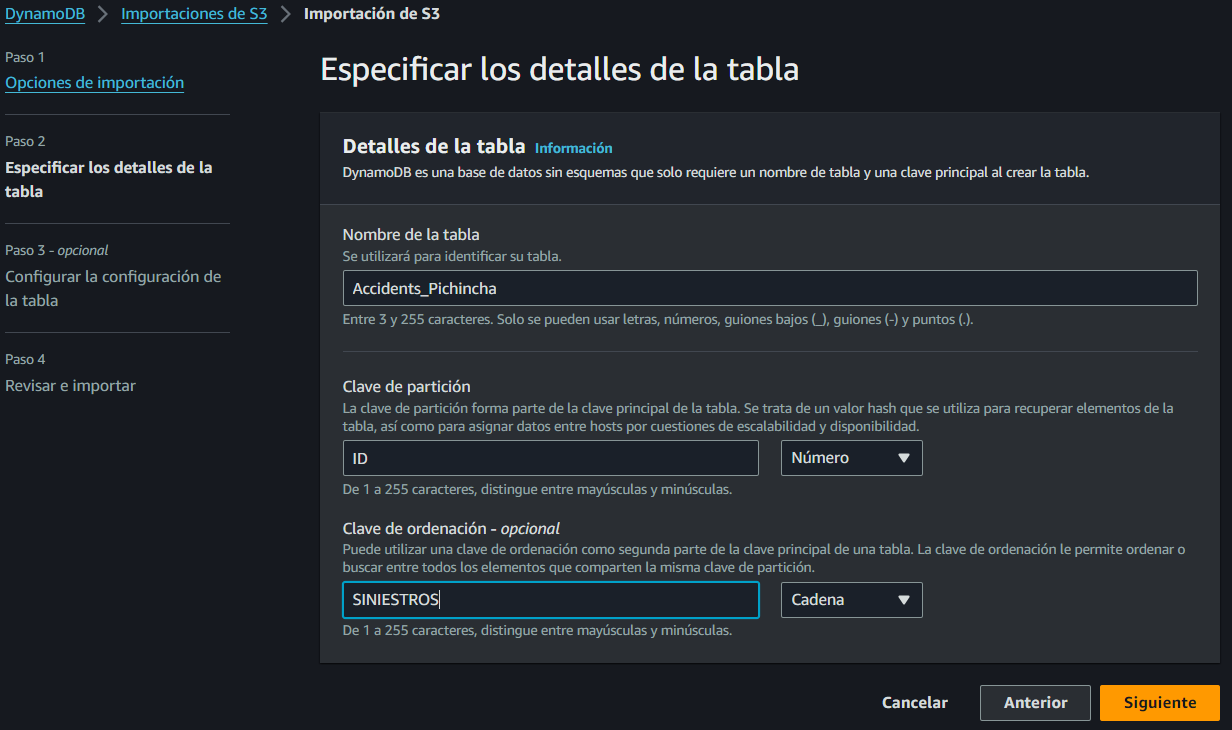 DynamoDB > Importaciones de S3 > Importación de S3
Paso 1
Opciones de importación
Paso 2
Especificar los detalles de la
tabla
Paso 3 - opcional
Configurar la configuración de
la tabla
Paso 4
Revisar e importar
Especificar los detalles de la tabla
Detalles de la tabla Información
DynamoDB es una base de datos sin esquemas que solo requiere un nombre de tabla y una clave principal al crear la tabla.
Nombre de la tabla
Se utilizará para identificar su tabla.
Accidents_Pichincha
Entre 3 y 255 caracteres. Solo se pueden usar letras, números, guiones bajos (_), guiones (-) y puntos (.).
Clave de partición
La clave de partición forma parte de la clave principal de la tabla. Se trata de un valor hash que se utiliza para recuperar elementos de la
tabla, así como para asignar datos entre hosts por cuestiones de escalabilidad y disponibilidad.
ID Número
De 1 a 255 caracteres, distingue entre mayúsculas y minúsculas.
Clave de ordenación - opcional
Puede utilizar una clave de ordenación como segunda parte de la clave principal de una tabla. La clave de ordenación le permite ordenar o
buscar entre todos los elementos que comparten la misma clave de partición.
SINIESTROS Cadena
De 1 a 255 caracteres, distingue entre mayúsculas y minúsculas.
Cancelar Anterior Siguiente